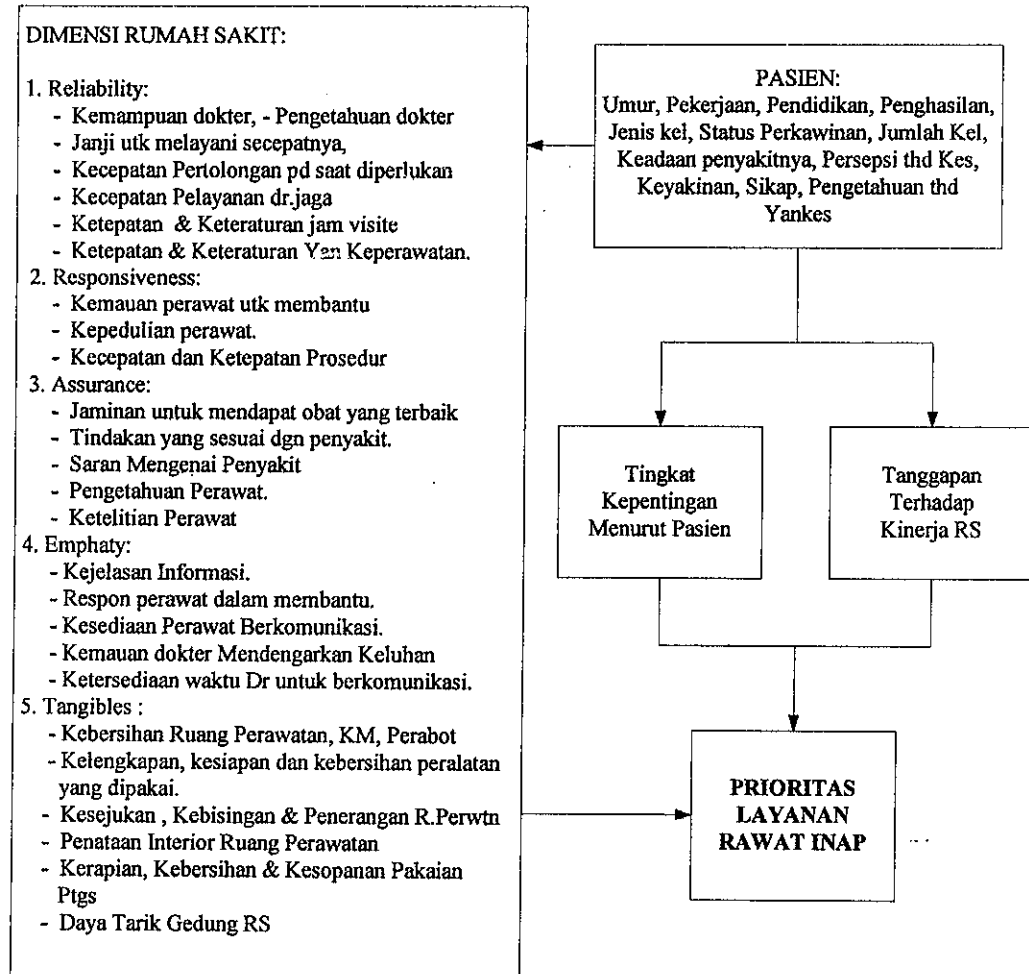 DIMENSI RUMAH SAKIT:
1. Reliability:
- Kemampuan dokter, - Pengetahuan dokter
- Janji utk melayani secepatnya,
- Kecepatan Pertolongan pd saat diperlukan
- Kecepatan Pelayanan dr.jaga
- Ketepatan & Keteraturan jam visite
- Ketepatan & Keteraturan Yan Keperawatan.
2. Responsiveness:
- Kemauan perawat utk membantu
- Kepedulian perawat.
- Kecepatan dan Ketepatan Prosedur
3. Assurance:
- Jaminan untuk mendapat obat yang terbaik
- Tindakan yang sesuai dgn penyakit.
- Saran Mengenai Penyakit
- Pengetahuan Perawat.
- Ketelitian Perawat
4. Emphaty:
- Kejelasan Informasi.
- Respon perawat dalam membantu.
- Kesediaan Perawat Berkomunikasi.
- Kemauan dokter Mendengarkan Keluhan
- Ketersediaan waktu Dr untuk berkomunikasi.
5. Tangibles :
- Kebersihan Ruang Perawatan, KM, Perabot
- Kelengkapan, kesiapan dan kebersihan peralatan
yang dipakai.
- Kesejukan , Kebisingan & Penerangan R.Perwtn
- Penataan Interior Ruang Perawatan
- Kerapian, Kebersihan & Kesopanan Pakaian
Ptgs
- Daya Tarik Gedung RS
PASIEN:
Umur, Pekerjaan, Pendidikan, Penghasilan,
Jenis kel, Status Perkawinan, Jumlah Kel,
Keadaan penyakitnya, Persepsi thd Kes,
Keyakinan, Sikap, Pengetahuan thd
Yankes
Tingkat
Kepentingan
Menurut Pasien
Tanggapan
Terhadap
Kinerja RS
PRIORITAS
LAYANAN
RAWAT INAP